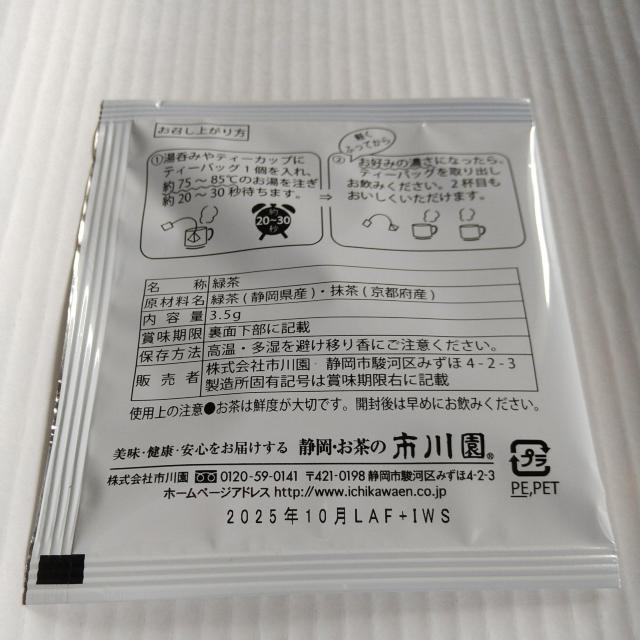 お召し上がり方
①湯呑みやティーカップに
ティーバッグ1個を入れ、
約75～85℃のお湯を注ぎ
約20～30秒待ちます。
約
20~30
秒
⇒
軽く
ふってから
②お好みの濃さになったら、
ティーバッグを取り出し
お飲みください。2杯目も
おいしくいただけます。
名 称 緑茶
原材料名 緑茶(静岡県産)・抹茶(京都府産)
内 容 量 3.5g
賞味期限 裏面下部に記載
保存方法 高温・多湿を避け移り香にご注意ください。
販 売 者 株式会社市川園 静岡市駿河区みずほ4-2-3
製造所固有記号は賞味期限右に記載
使用上の注意●お茶は鮮度が大切です。開封後は早めにお飲みください。
美味・健康・安心をお届けする 静岡・お茶の 市川園®
株式会社市川園 0120-59-0141 〒421-0198 静岡市駿河区みずほ4-2-3
ホームページアドレス http://www.ichikawaen.co.jp
プラ
PE,PET
2025年10月LAF+IWS